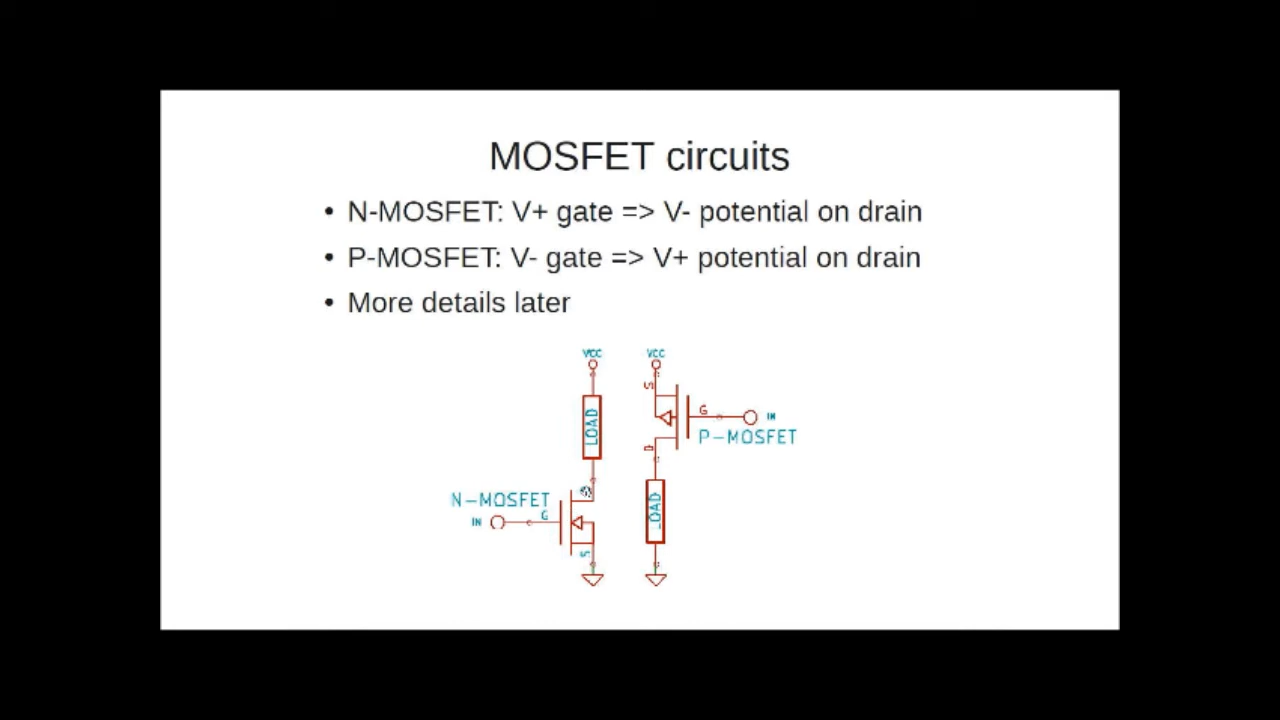 MOSFET circuits
• N-MOSFET: V+ gate => V- potential on drain
• P-MOSFET: V- gate => V+ potential on drain
• More details later
VCC VCC
S
LOAD G IN
P-MOSFET
D
N-MOSFET D
IN G LOAD
S